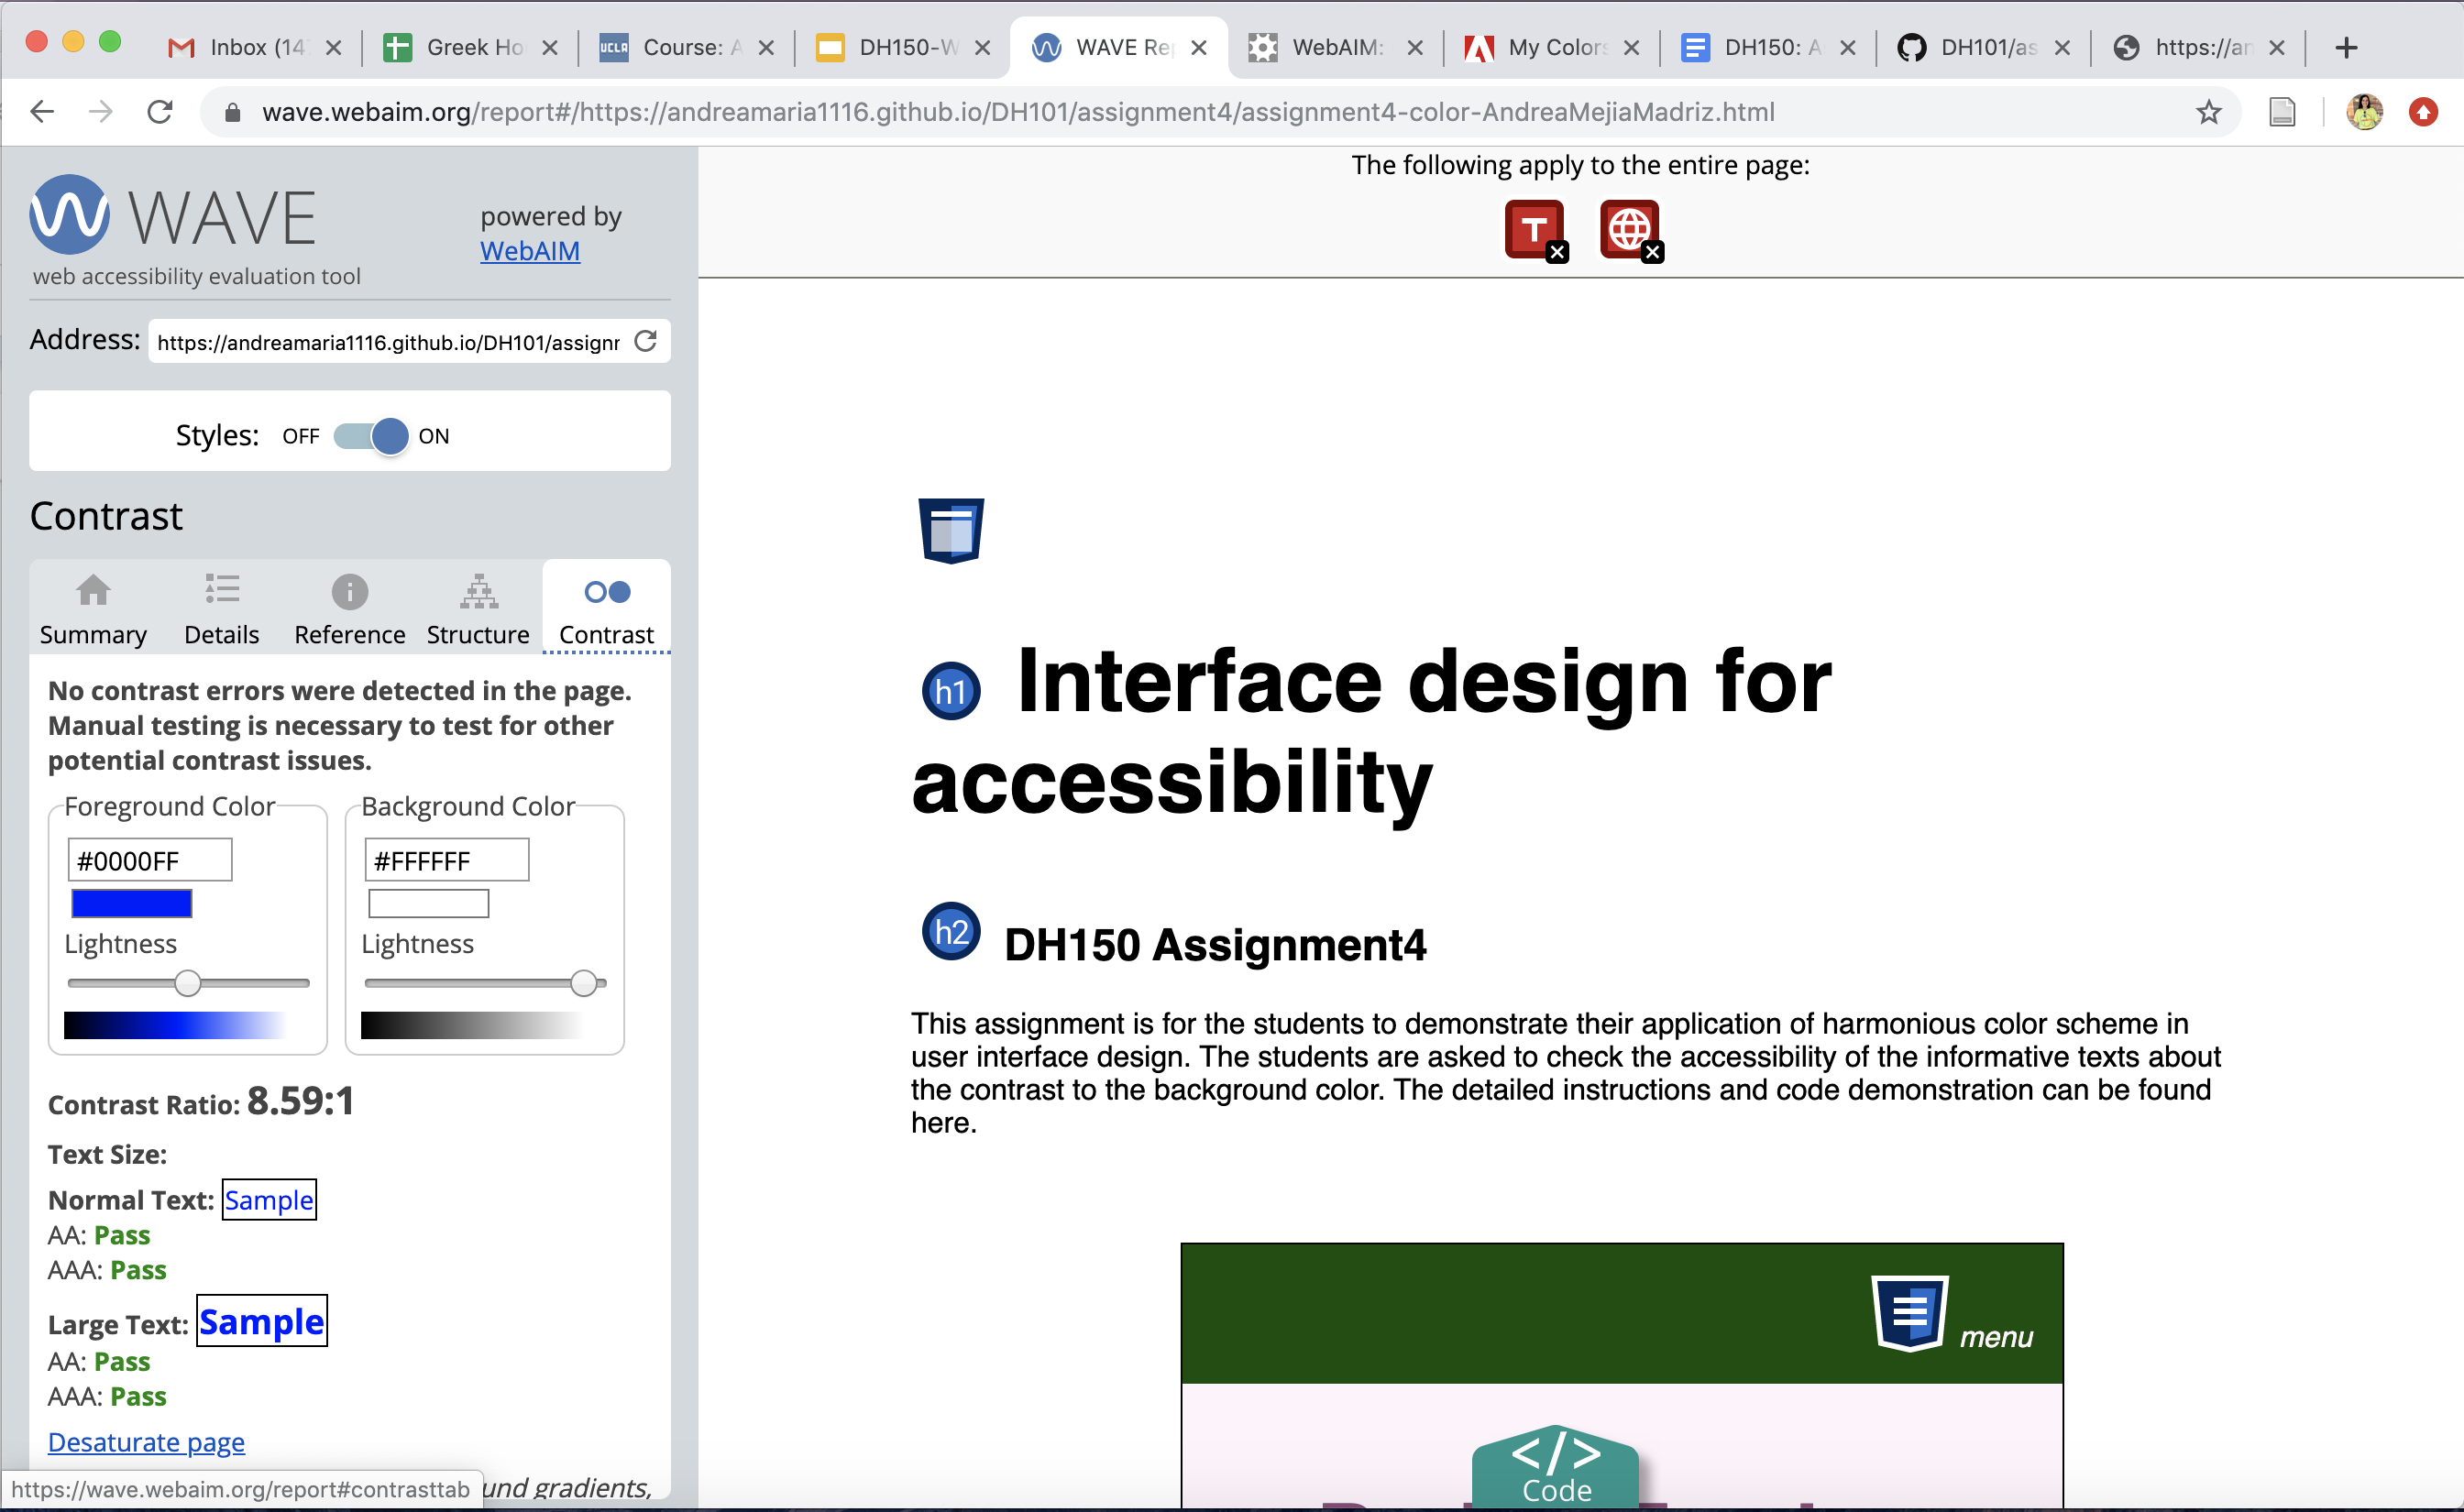 Inbox (14
Greek Ho
UCLA
Course: A
DH150-W
WAVE Re
WebAIM:
My Colors
DH150: A
DH101/as
https://an
wave.webaim.org/report#/https://andreamaria1116.github.io/DH101/assignment4/assignment4-color-AndreaMejiaMadriz.html
WAVE
powered by
WebAIM
web accessibility evaluation tool
Address: https://andreamaria1116.github.io/DH101/assignr
Styles: OFF ON
Contrast
Summary Details Reference Structure Contrast
No contrast errors were detected in the page.
Manual testing is necessary to test for other
potential contrast issues.
Foreground Color
#0000FF
Lightness
Background Color
#FFFFFF
Lightness
Contrast Ratio: 8.59:1
Text Size:
Normal Text: Sample
AA: Pass
AAA: Pass
Large Text: Sample
AA: Pass
AAA: Pass
Desaturate page
und gradients,
https://wave.webaim.org/report#contrasttab
The following apply to the entire page:
T
h1 Interface design for
accessibility
h2 DH150 Assignment4
This assignment is for the students to demonstrate their application of harmonious color scheme in
user interface design. The students are asked to check the accessibility of the informative texts about
the contrast to the background color. The detailed instructions and code demonstration can be found
here.
menu
</>
Code